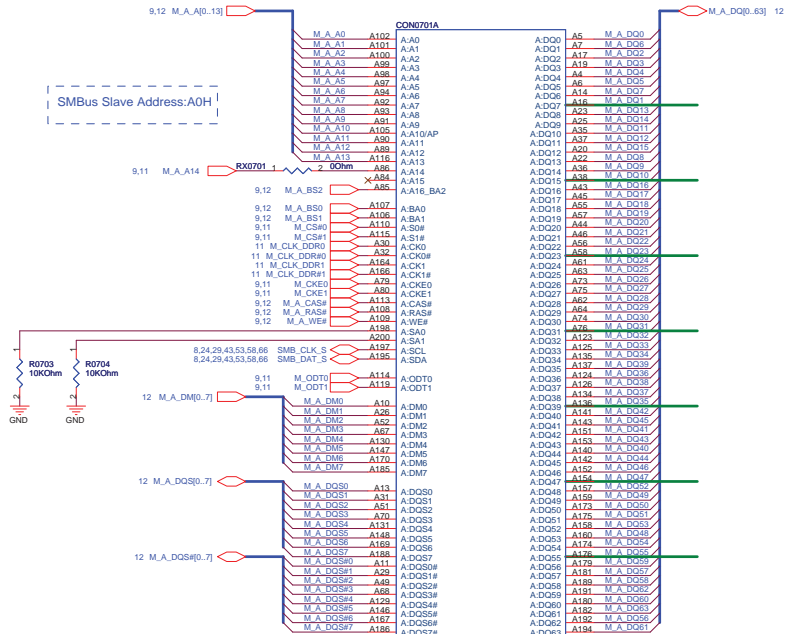 9,12 M_A_A[0..13] M_A_DQ[0..63] 12
CON0701A
M_A_A0 A102 A:A0 A:DQ0 A5 M_A_DQ0
M_A_A1 A101 A:A1 A:DQ1 A7 M_A_DQ6
M_A_A2 A100 A:A2 A:DQ2 A17 M_A_DQ2
M_A_A3 A99 A:A3 A:DQ3 A19 M_A_DQ3
M_A_A4 A98 A:A4 A:DQ4 A4 M_A_DQ4
M_A_A5 A97 A:A5 A:DQ5 A6 M_A_DQ5
M_A_A6 A94 A:A6 A:DQ6 A14 M_A_DQ7
SMBus Slave Address:A0H
M_A_A7 A92 A:A7 A:DQ7 A16 M_A_DQ1
M_A_A8 A93 A:A8 A:DQ8 A23 M_A_DQ13
M_A_A9 A91 A:A9 A:DQ9 A25 M_A_DQ14
M_A_A10 A105 A:A10/AP A:DQ10 A35 M_A_DQ11
M_A_A11 A90 A:A11 A:DQ11 A37 M_A_DQ12
M_A_A12 A89 A:A12 A:DQ12 A20 M_A_DQ15
M_A_A13 A116 A:A13 A:DQ13 A22 M_A_DQ8
9,11 M_A_A14 RX0701 1 2 0Ohm A86 A:A14 A:DQ14 A36 M_A_DQ9
A84 A:A15 A:DQ15 A38 M_A_DQ10
9,12 M_A_BS2 A85 A:A16_BA2 A:DQ16 A43 M_A_DQ16
A:DQ17 A45 M_A_DQ17
9,12 M_A_BS0 A107 A:BA0 A:DQ18 A55 M_A_DQ18
9,12 M_A_BS1 A106 A:BA1 A:DQ19 A57 M_A_DQ19
9,11 M_CS#0 A110 A:S0# A:DQ20 A44 M_A_DQ20
9,11 M_CS#1 A115 A:S1# A:DQ21 A46 M_A_DQ21
11 M_CLK_DDR0 A30 A:CK0 A:DQ22 A56 M_A_DQ22
11 M_CLK_DDR#0 A32 A:CK0# A:DQ23 A58 M_A_DQ23
11 M_CLK_DDR1 A164 A:CK1 A:DQ24 A61 M_A_DQ24
11 M_CLK_DDR#1 A166 A:CK1# A:DQ25 A63 M_A_DQ25
9,11 M_CKE0 A79 A:CKE0 A:DQ26 A73 M_A_DQ26
9,11 M_CKE1 A80 A:CKE1 A:DQ27 A75 M_A_DQ27
9,12 M_A_CAS# A113 A:CAS# A:DQ28 A62 M_A_DQ28
9,12 M_A_RAS# A108 A:RAS# A:DQ29 A64 M_A_DQ29
9,12 M_A_WE# A109 A:WE# A:DQ30 A74 M_A_DQ30
A198 A:SA0 A:DQ31 A76 M_A_DQ31
A200 A:SA1 A:DQ32 A123 M_A_DQ32
8,24,29,43,53,58,66 SMB_CLK_S A197 A:SCL A:DQ33 A125 M_A_DQ33
8,24,29,43,53,58,66 SMB_DAT_S A195 A:SDA A:DQ34 A135 M_A_DQ34
1 R0703 10KOhm 2 GND
1 R0704 10KOhm 2 GND
A:DQ35 A137 M_A_DQ39
9,11 M_ODT0 A114 A:ODT0 A:DQ36 A124 M_A_DQ36
9,11 M_ODT1 A119 A:ODT1 A:DQ37 A126 M_A_DQ37
A:DQ38 A134 M_A_DQ38
12 M_A_DM[0..7]
M_A_DM0 A10 A:DM0 A:DQ39 A136 M_A_DQ35
M_A_DM1 A26 A:DM1 A:DQ40 A141 M_A_DQ40
M_A_DM2 A52 A:DM2 A:DQ41 A143 M_A_DQ45
M_A_DM3 A67 A:DM3 A:DQ42 A151 M_A_DQ41
M_A_DM4 A130 A:DM4 A:DQ43 A153 M_A_DQ43
M_A_DM5 A147 A:DM5 A:DQ44 A140 M_A_DQ44
M_A_DM6 A170 A:DM6 A:DQ45 A142 M_A_DQ42
M_A_DM7 A185 A:DM7 A:DQ46 A152 M_A_DQ46
12 M_A_DQS[0..7] A:DQ47 A154 M_A_DQ47
M_A_DQS0 A13 A:DQS0 A:DQ48 A157 M_A_DQ52
M_A_DQS1 A31 A:DQS1 A:DQ49 A159 M_A_DQ49
M_A_DQS2 A51 A:DQS2 A:DQ50 A173 M_A_DQ50
M_A_DQS3 A70 A:DQS3 A:DQ51 A175 M_A_DQ51
M_A_DQS4 A131 A:DQS4 A:DQ52 A158 M_A_DQ53
M_A_DQS5 A148 A:DQS5 A:DQ53 A160 M_A_DQ48
M_A_DQS6 A169 A:DQS6 A:DQ54 A174 M_A_DQ54
M_A_DQS7 A188 A:DQS7 A:DQ55 A176 M_A_DQ55
12 M_A_DQS#[0..7]
M_A_DQS#0 A11 A:DQS0# A:DQ56 A179 M_A_DQ59
M_A_DQS#1 A29 A:DQS1# A:DQ57 A181 M_A_DQ57
M_A_DQS#2 A49 A:DQS2# A:DQ58 A189 M_A_DQ58
M_A_DQS#3 A68 A:DQS3# A:DQ59 A191 M_A_DQ62
M_A_DQS#4 A129 A:DQS4# A:DQ60 A180 M_A_DQ60
M_A_DQS#5 A146 A:DQS5# A:DQ61 A182 M_A_DQ63
M_A_DQS#6 A167 A:DQS6# A:DQ62 A192 M_A_DQ56
M_A_DQS#7 A186 A:DQS7# A:DQ63 A194 M_A_DQ61